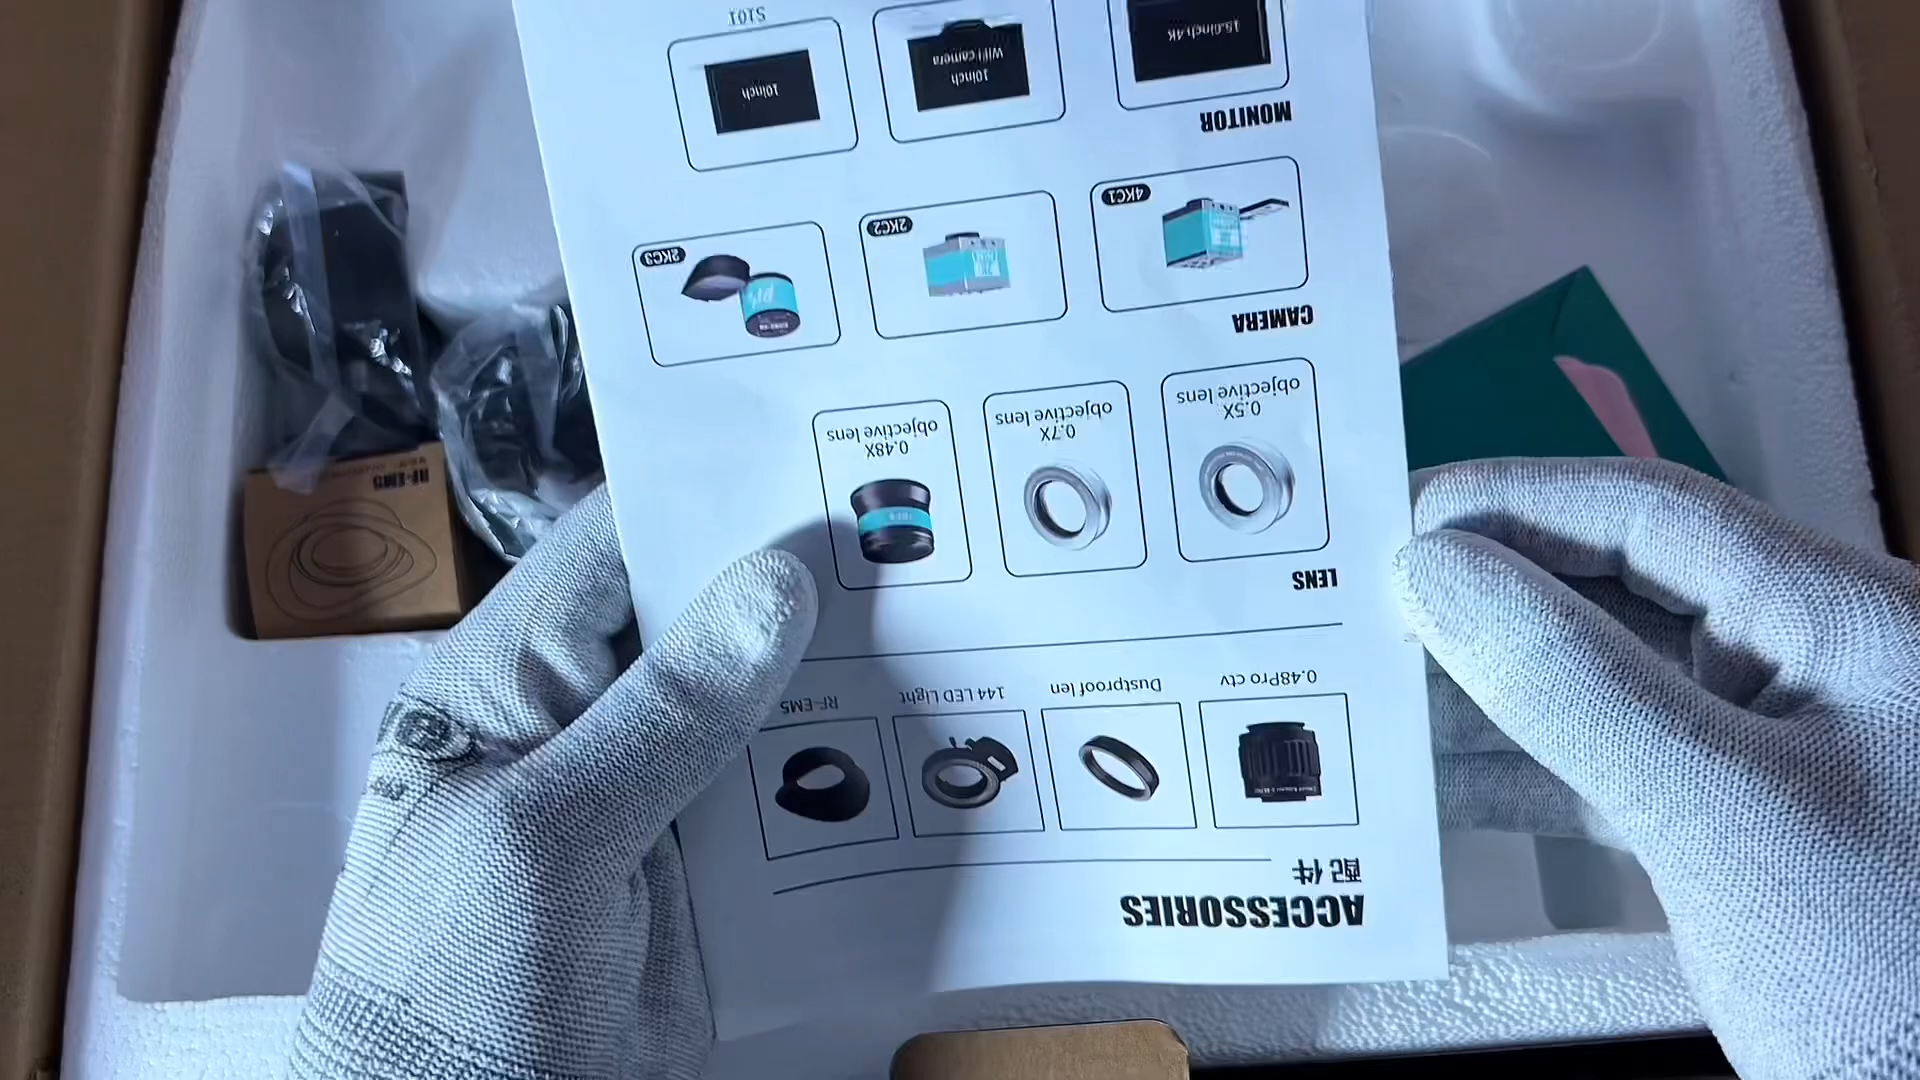 ACCESSORIES
配件
0.48Pro ctv
Dustproof len
144 LED Light
RF-EM5
LENS
0.5X
objective lens
0.7X
objective lens
0.48X
objective lens
CAMERA
4KC1
2KC2
2KC3
MONITOR
15.6inch 4K
10inch
WIFI camera
10inch
S101
RF-EM5